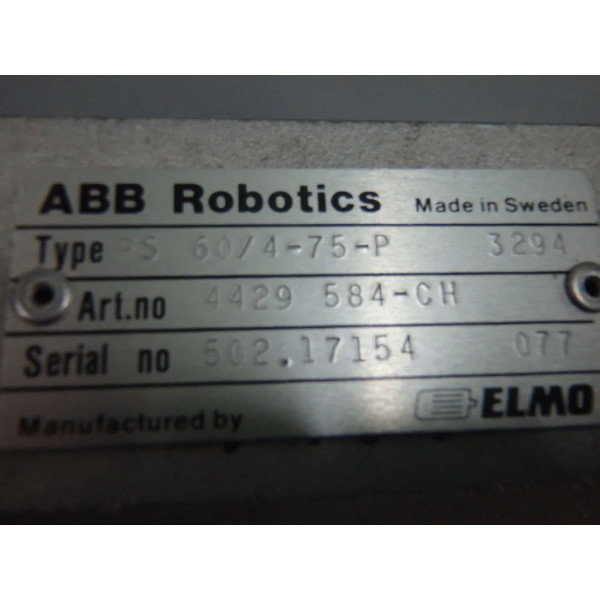 ABB Robotics Made in Sweden
Type PS 60/4-75-P 3294
Art.no 4429 584-CH
Serial no 502.17154 077
Manufactured by ELMO